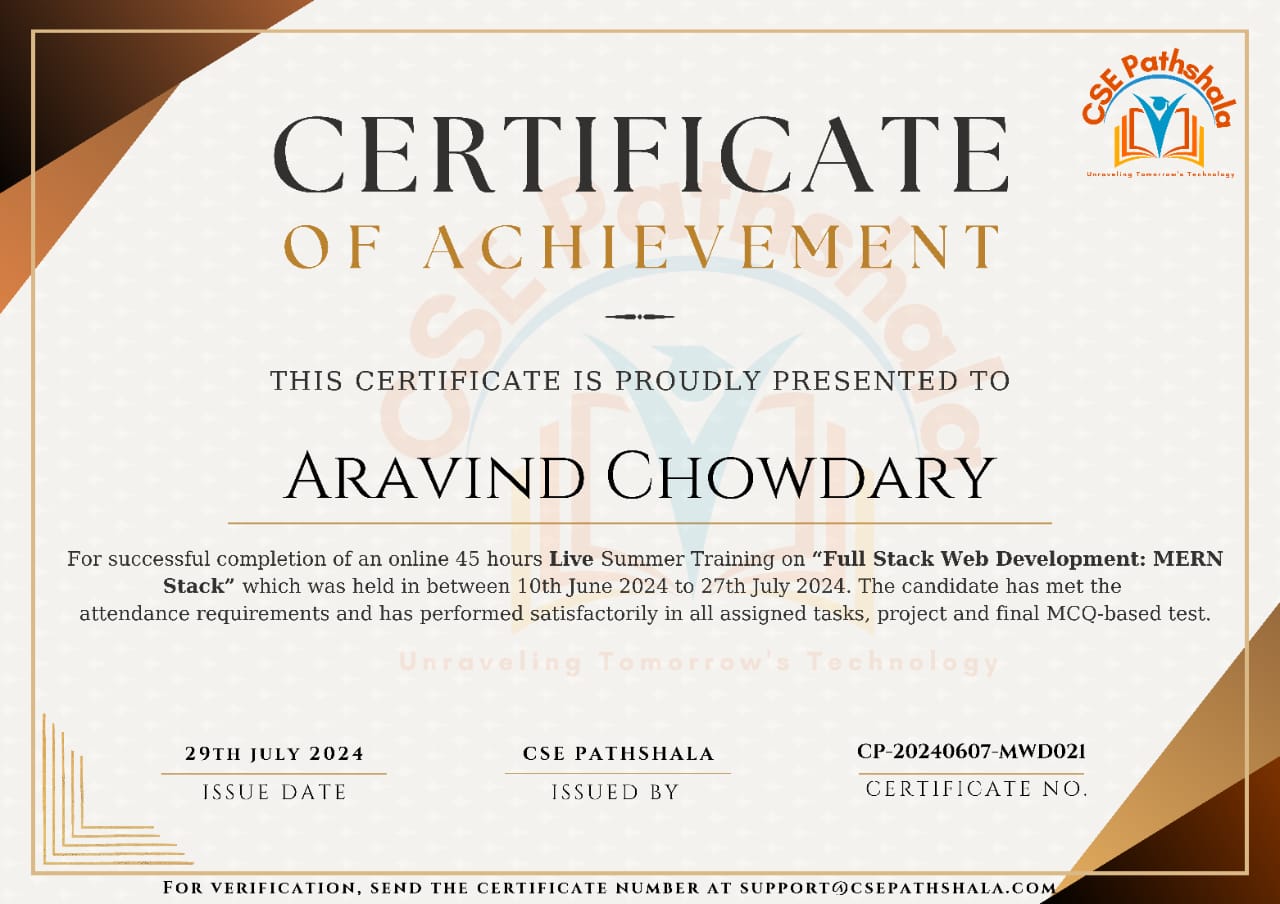 CSE Pathshala
Unraveling Tomorrow's Technology
CERTIFICATE
OF ACHIEVEMENT
THIS CERTIFICATE IS PROUDLY PRESENTED TO
ARAVIND CHOWDARY
For successful completion of an online 45 hours Live Summer Training on “Full Stack Web Development: MERN
Stack” which was held in between 10th June 2024 to 27th July 2024. The candidate has met the
attendance requirements and has performed satisfactorily in all assigned tasks, project and final MCQ-based test.
CSE Pathshala
Unraveling Tomorrow's Technology
29TH JULY 2024
ISSUE DATE
CSE PATHSHALA
ISSUED BY
CP-20240607-MWD021
CERTIFICATE NO.
FOR VERIFICATION, SEND THE CERTIFICATE NUMBER AT SUPPORT@CSEPATHSHALA.COM